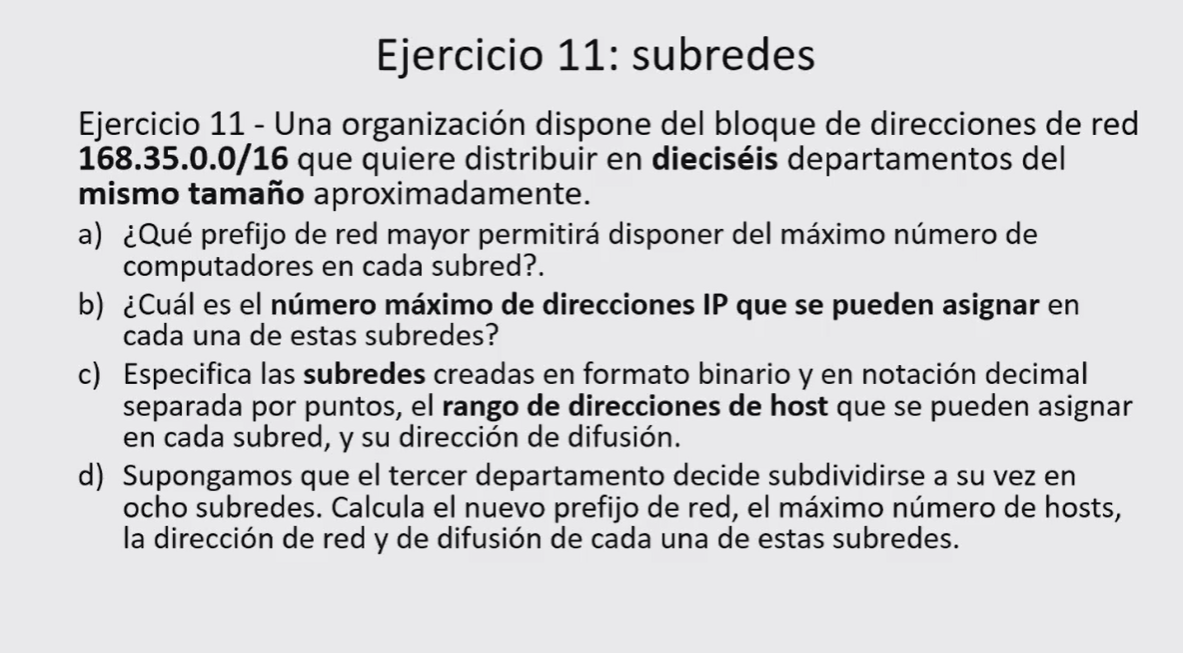 Ejercicio 11: subredes
Ejercicio 11 - Una organización dispone del bloque de direcciones de red
168.35.0.0/16 que quiere distribuir en dieciséis departamentos del
mismo tamaño aproximadamente.
a) ¿Qué prefijo de red mayor permitirá disponer del máximo número de
computadores en cada subred?.
b) ¿Cuál es el número máximo de direcciones IP que se pueden asignar en
cada una de estas subredes?
c) Especifica las subredes creadas en formato binario y en notación decimal
separada por puntos, el rango de direcciones de host que se pueden asignar
en cada subred, y su dirección de difusión.
d) Supongamos que el tercer departamento decide subdividirse a su vez en
ocho subredes. Calcula el nuevo prefijo de red, el máximo número de hosts,
la dirección de red y de difusión de cada una de estas subredes.